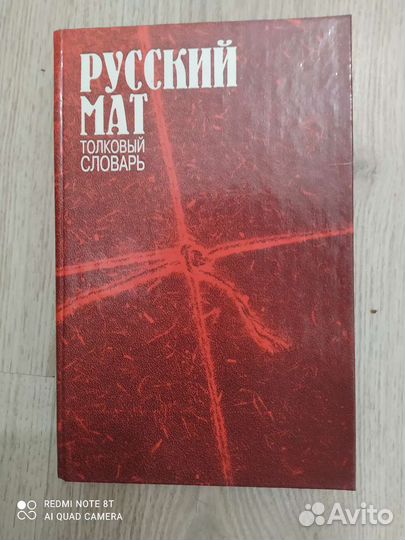 РУССКИЙ
МАТ
ТОЛКОВЫЙ
СЛОВАРЬ
REDMI NOTE 8T
AI QUAD CAMERA
Avito